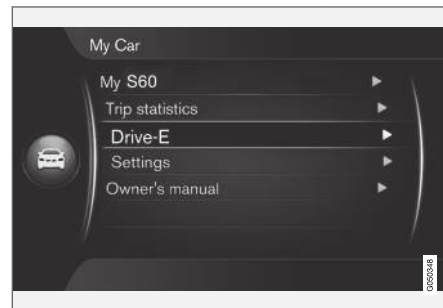 My Car
My S60
Trip statistics
Drive-E
Settings
Owner's manual
G050348